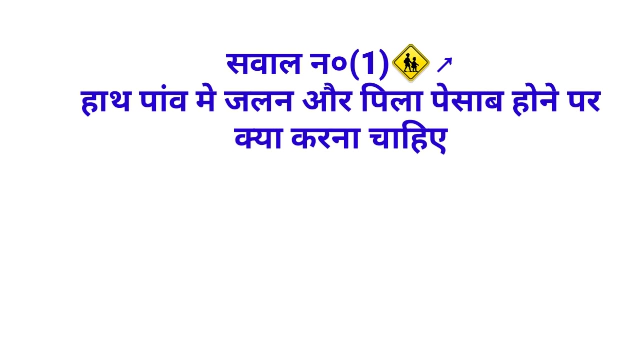 सवाल न०(1)🚸↗
हाथ पांव मे जलन और पिला पेसाब होने पर
क्या करना चाहिए